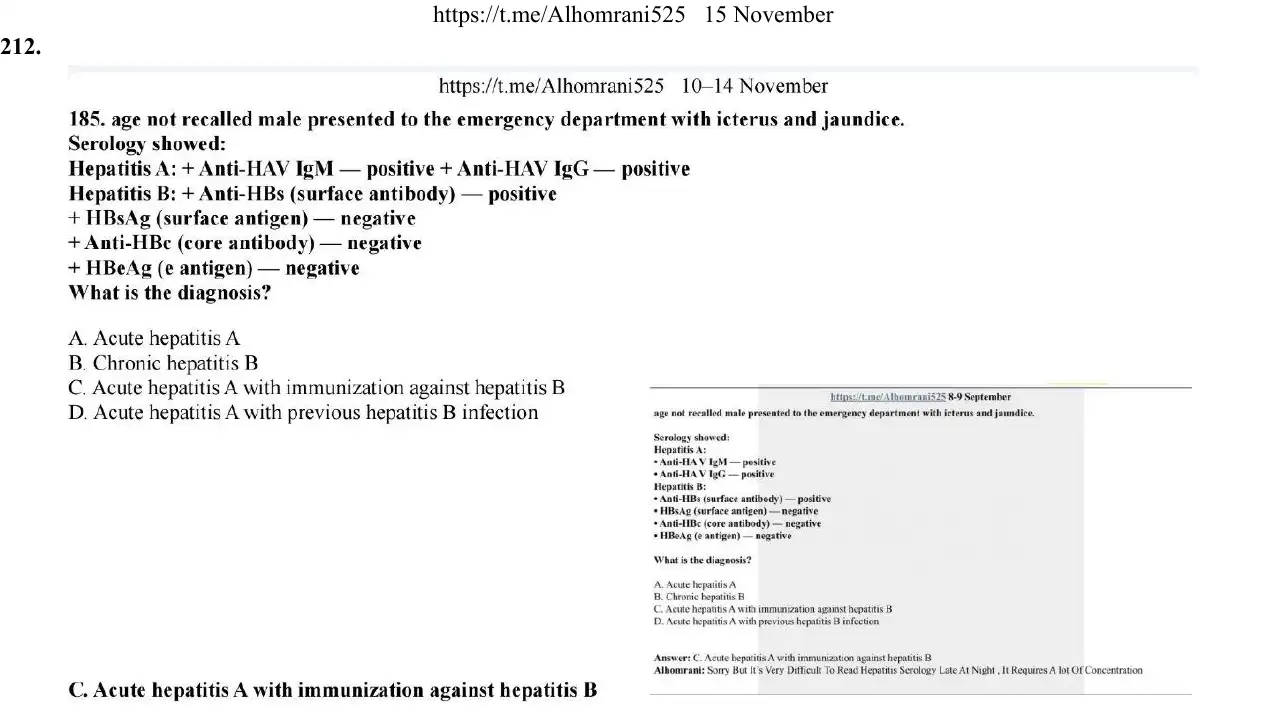 https://t.me/Alhomrani525 15 November
212.
https://t.me/Alhomrani525 10–14 November
185. age not recalled male presented to the emergency department with icterus and jaundice.
Serology showed:
Hepatitis A: + Anti-HAV IgM — positive + Anti-HAV IgG — positive
Hepatitis B: + Anti-HBs (surface antibody) — positive
+ HBsAg (surface antigen) — negative
+ Anti-HBc (core antibody) — negative
+ HBeAg (e antigen) — negative
What is the diagnosis?
A. Acute hepatitis A
B. Chronic hepatitis B
C. Acute hepatitis A with immunization against hepatitis B
D. Acute hepatitis A with previous hepatitis B infection
https://t.me/Alhomrani525 8-9 September
age not recalled male presented to the emergency department with icterus and jaundice.
Serology showed:
Hepatitis A:
• Anti-HAV IgM — positive
• Anti-HAV IgG — positive
Hepatitis B:
• Anti-HBs (surface antibody) — positive
• HBsAg (surface antigen) — negative
• Anti-HBc (core antibody) — negative
• HBeAg (e antigen) — negative
What is the diagnosis?
A. Acute hepatitis A
B. Chronic hepatitis B
C. Acute hepatitis A with immunization against hepatitis B
D. Acute hepatitis A with previous hepatitis B infection
Answer: C. Acute hepatitis A with immunization against hepatitis B
Alhomrani: Sorry But It's Very Difficult To Read Hepatitis Serology Late At Night , It Requires A lot Of Concentration
C. Acute hepatitis A with immunization against hepatitis B